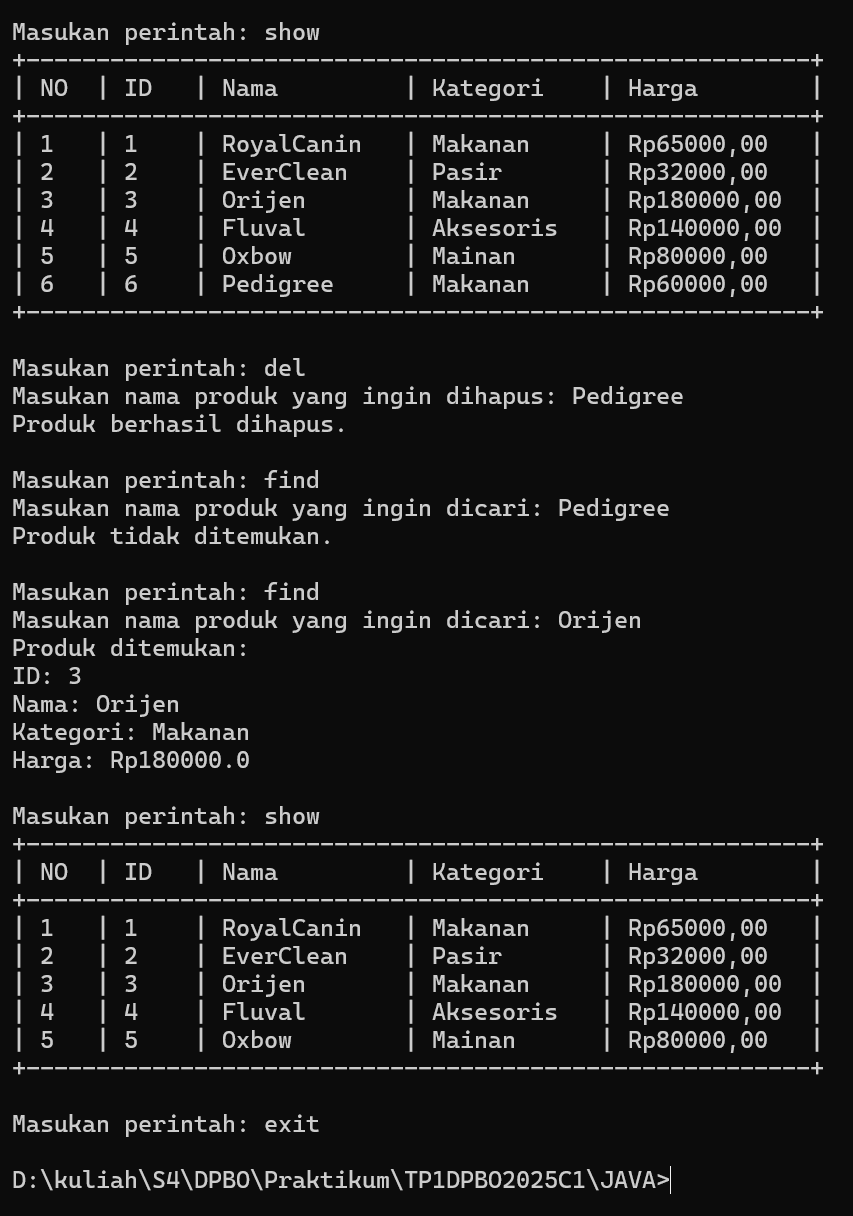 Masukan perintah: show
+--------------------------------------------------------+
| NO  | ID   | Nama         | Kategori    | Harga        |
+--------------------------------------------------------+
| 1   | 1    | RoyalCanin   | Makanan     | Rp65000,00   |
| 2   | 2    | EverClean    | Pasir       | Rp32000,00   |
| 3   | 3    | Orijen       | Makanan     | Rp180000,00  |
| 4   | 4    | Fluval       | Aksesoris   | Rp140000,00  |
| 5   | 5    | Oxbow        | Mainan      | Rp80000,00   |
| 6   | 6    | Pedigree     | Makanan     | Rp60000,00   |
+--------------------------------------------------------+
Masukan perintah: del
Masukan nama produk yang ingin dihapus: Pedigree
Produk berhasil dihapus.
Masukan perintah: find
Masukan nama produk yang ingin dicari: Pedigree
Produk tidak ditemukan.
Masukan perintah: find
Masukan nama produk yang ingin dicari: Orijen
Produk ditemukan:
ID: 3
Nama: Orijen
Kategori: Makanan
Harga: Rp180000.0
Masukan perintah: show
+--------------------------------------------------------+
| NO  | ID   | Nama         | Kategori    | Harga        |
+--------------------------------------------------------+
| 1   | 1    | RoyalCanin   | Makanan     | Rp65000,00   |
| 2   | 2    | EverClean    | Pasir       | Rp32000,00   |
| 3   | 3    | Orijen       | Makanan     | Rp180000,00  |
| 4   | 4    | Fluval       | Aksesoris   | Rp140000,00  |
| 5   | 5    | Oxbow        | Mainan      | Rp80000,00   |
+--------------------------------------------------------+
Masukan perintah: exit
D:\kuliah\S4\DPBO\Praktikum\TP1DPBO2025C1\JAVA>